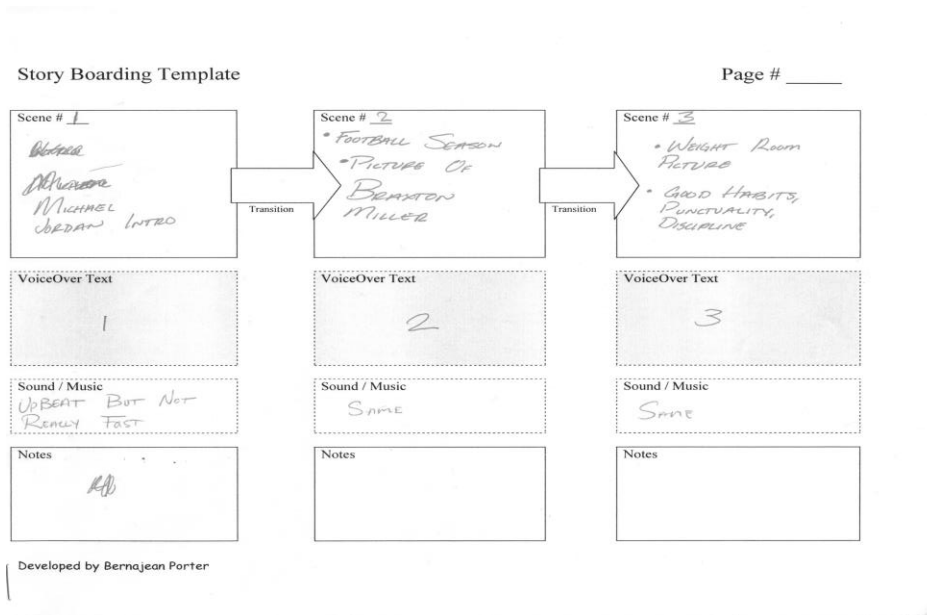 Story Boarding Template
Page # ______
Scene # 1
MICHAEL
JORDAN INTRO
Transition
Scene # 2
• FOOTBALL SEASON
• PICTURE OF
BRAXTON
MILLER
Transition
Scene # 3
• WEIGHT ROOM
PICTURE
• GOOD HABITS,
PUNCTUALITY,
DISCIPLINE
VoiceOver Text
1
VoiceOver Text
2
VoiceOver Text
3
Sound / Music
UPBEAT BUT NOT
REALLY FAST
Sound / Music
SAME
Sound / Music
SAME
Notes
Notes
Notes
Developed by Bernajean Porter